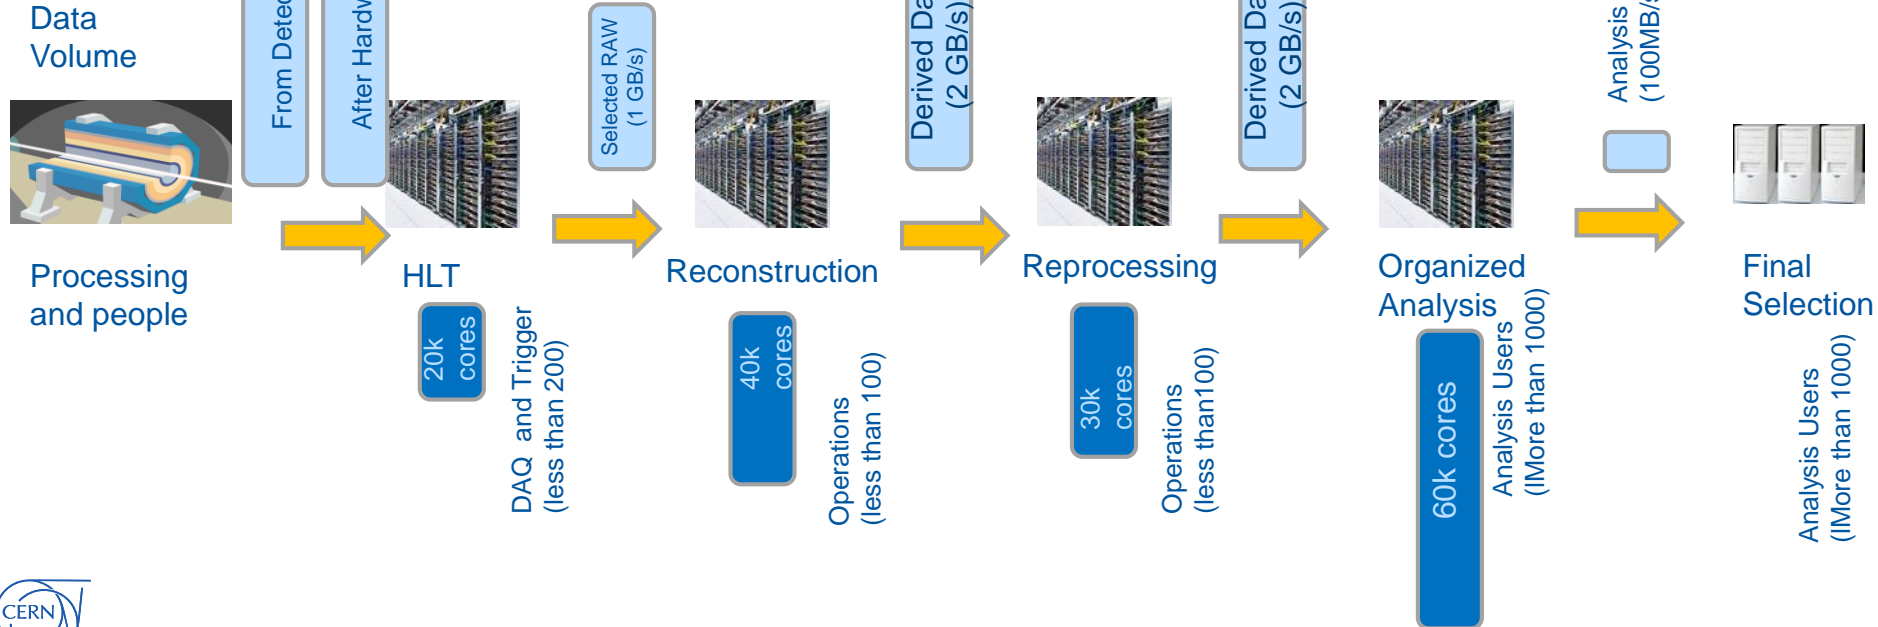 Data
Volume
From Detec
After Hardw
Selected RAW
(1 GB/s)
Derived Da
(2 GB/s)
Derived Da
(2 GB/s)
Analysis
(100MB/s
Processing
and people
HLT
Reconstruction
Reprocessing
Organized
Analysis
Final
Selection
20k
cores
DAQ and Trigger
(less than 200)
40k
cores
Operations
(less than 100)
30k
cores
Operations
(less than100)
60k cores
Analysis Users
(lMore than 1000)
Analysis Users
(lMore than 1000)
CERN